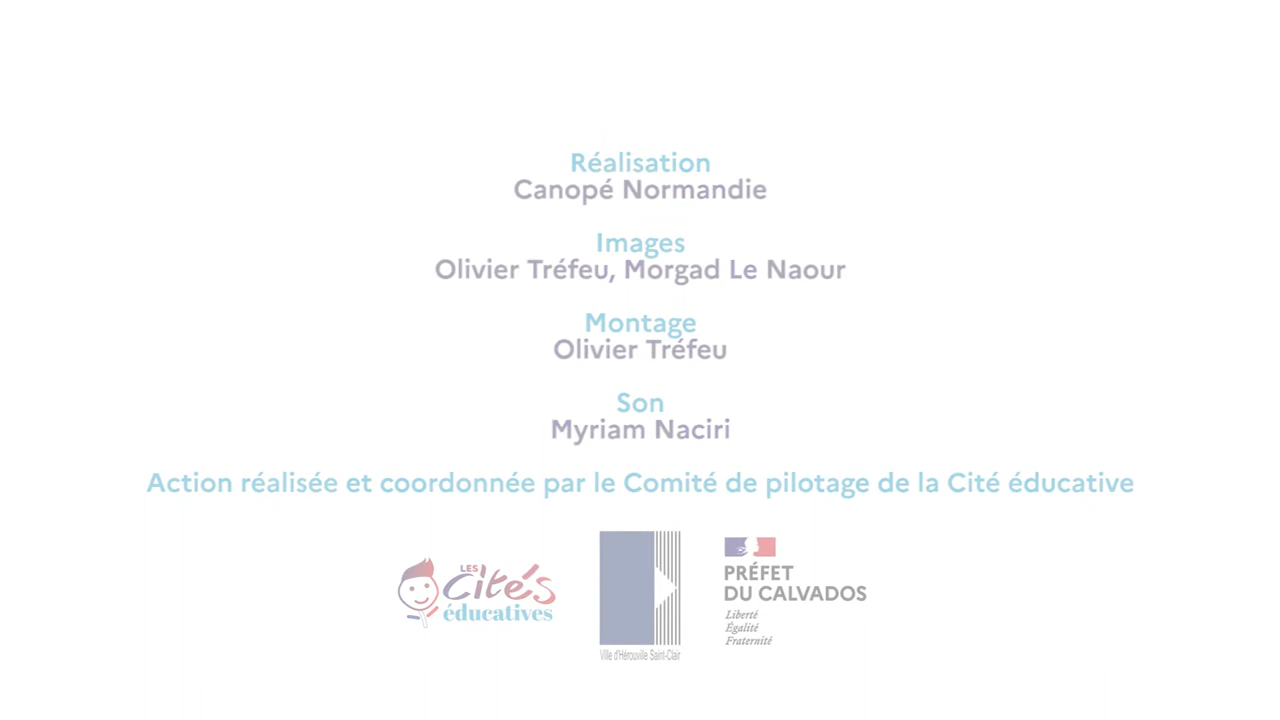 Réalisation
Canopé Normandie
Images
Olivier Tréfeu, Morgad Le Naour
Montage
Olivier Tréfeu
Son
Myriam Naciri
Action réalisée et coordonnée par le Comité de pilotage de la Cité éducative
LES
Cités
éducatives
Ville d'Hérouville Saint-Clair
PRÉFET
DU CALVADOS
Liberté
Égalité
Fraternité